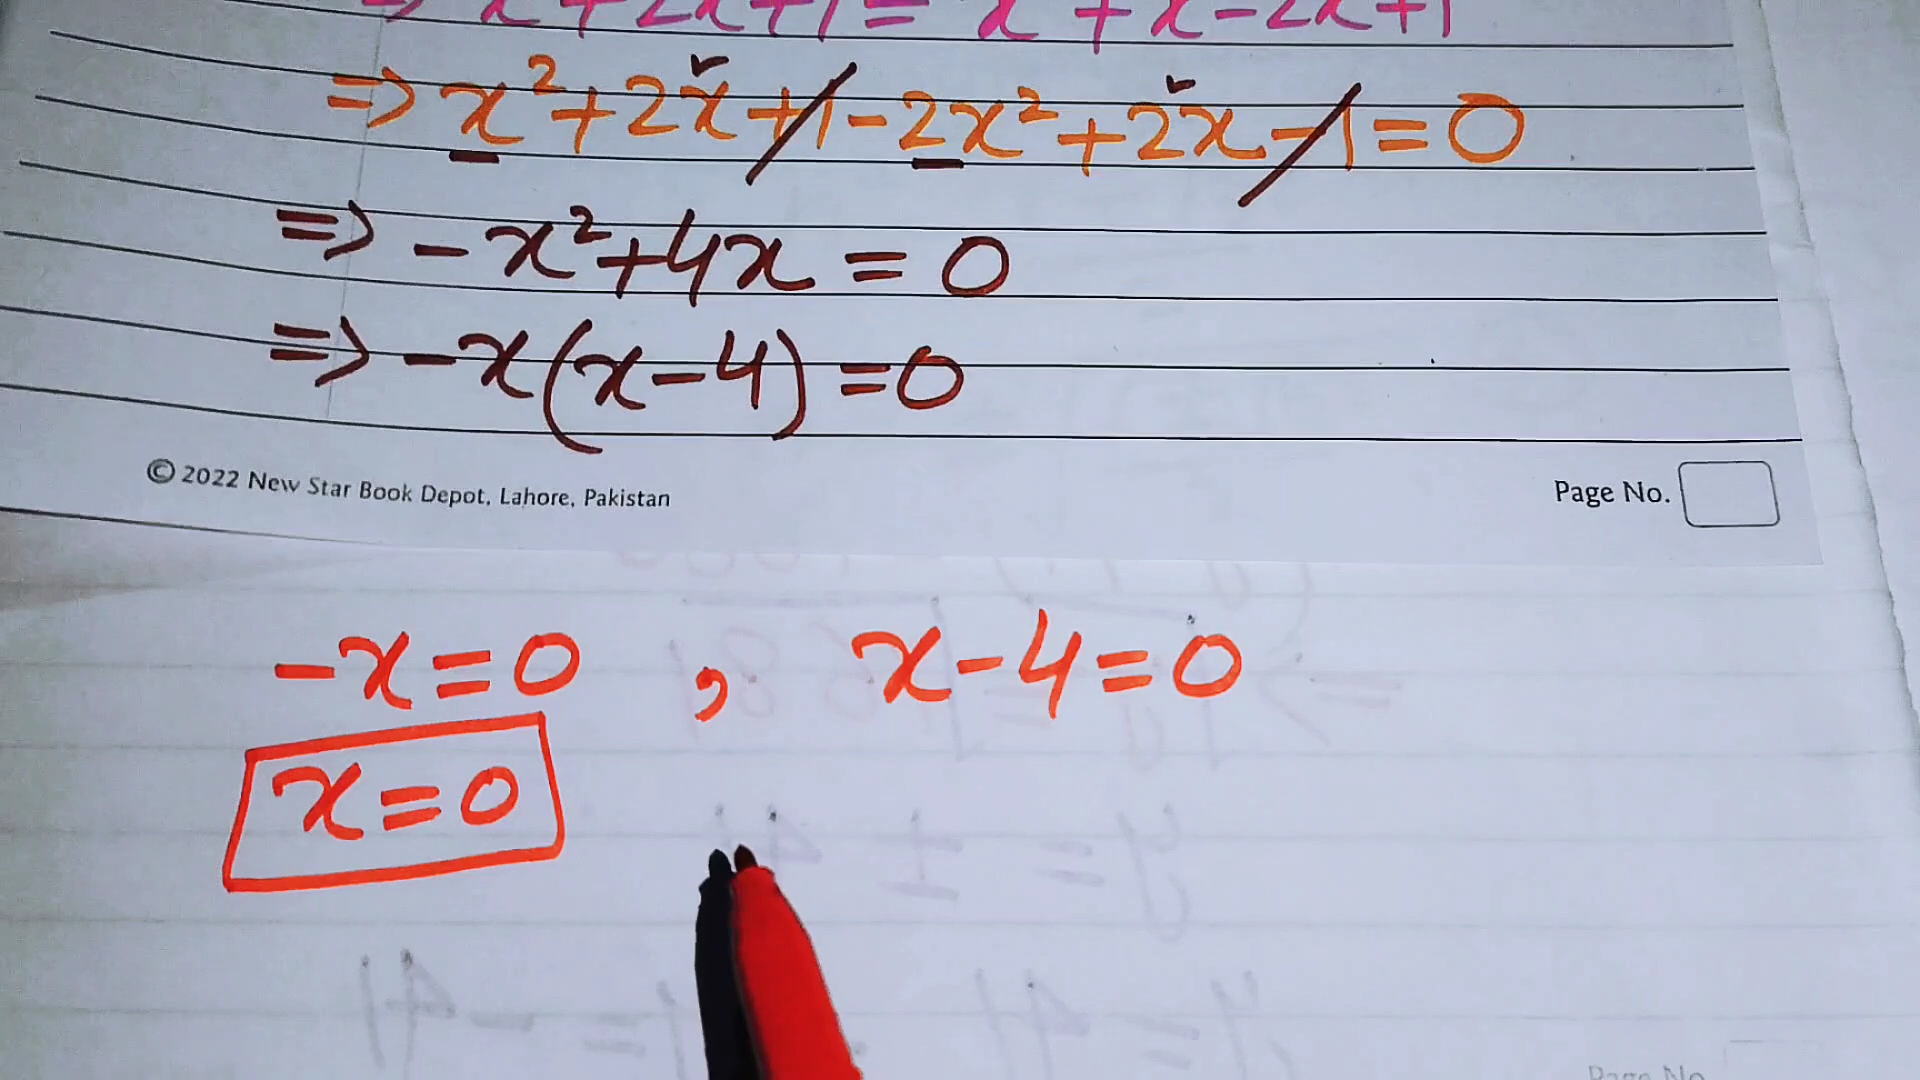 ⇒ x²+2x+1-2x²+2x-1=0
⇒ -x²+4x=0
⇒ -x(x-4)=0
© 2022 New Star Book Depot, Lahore, Pakistan
Page No.
-x=0 , x-4=0
x=0